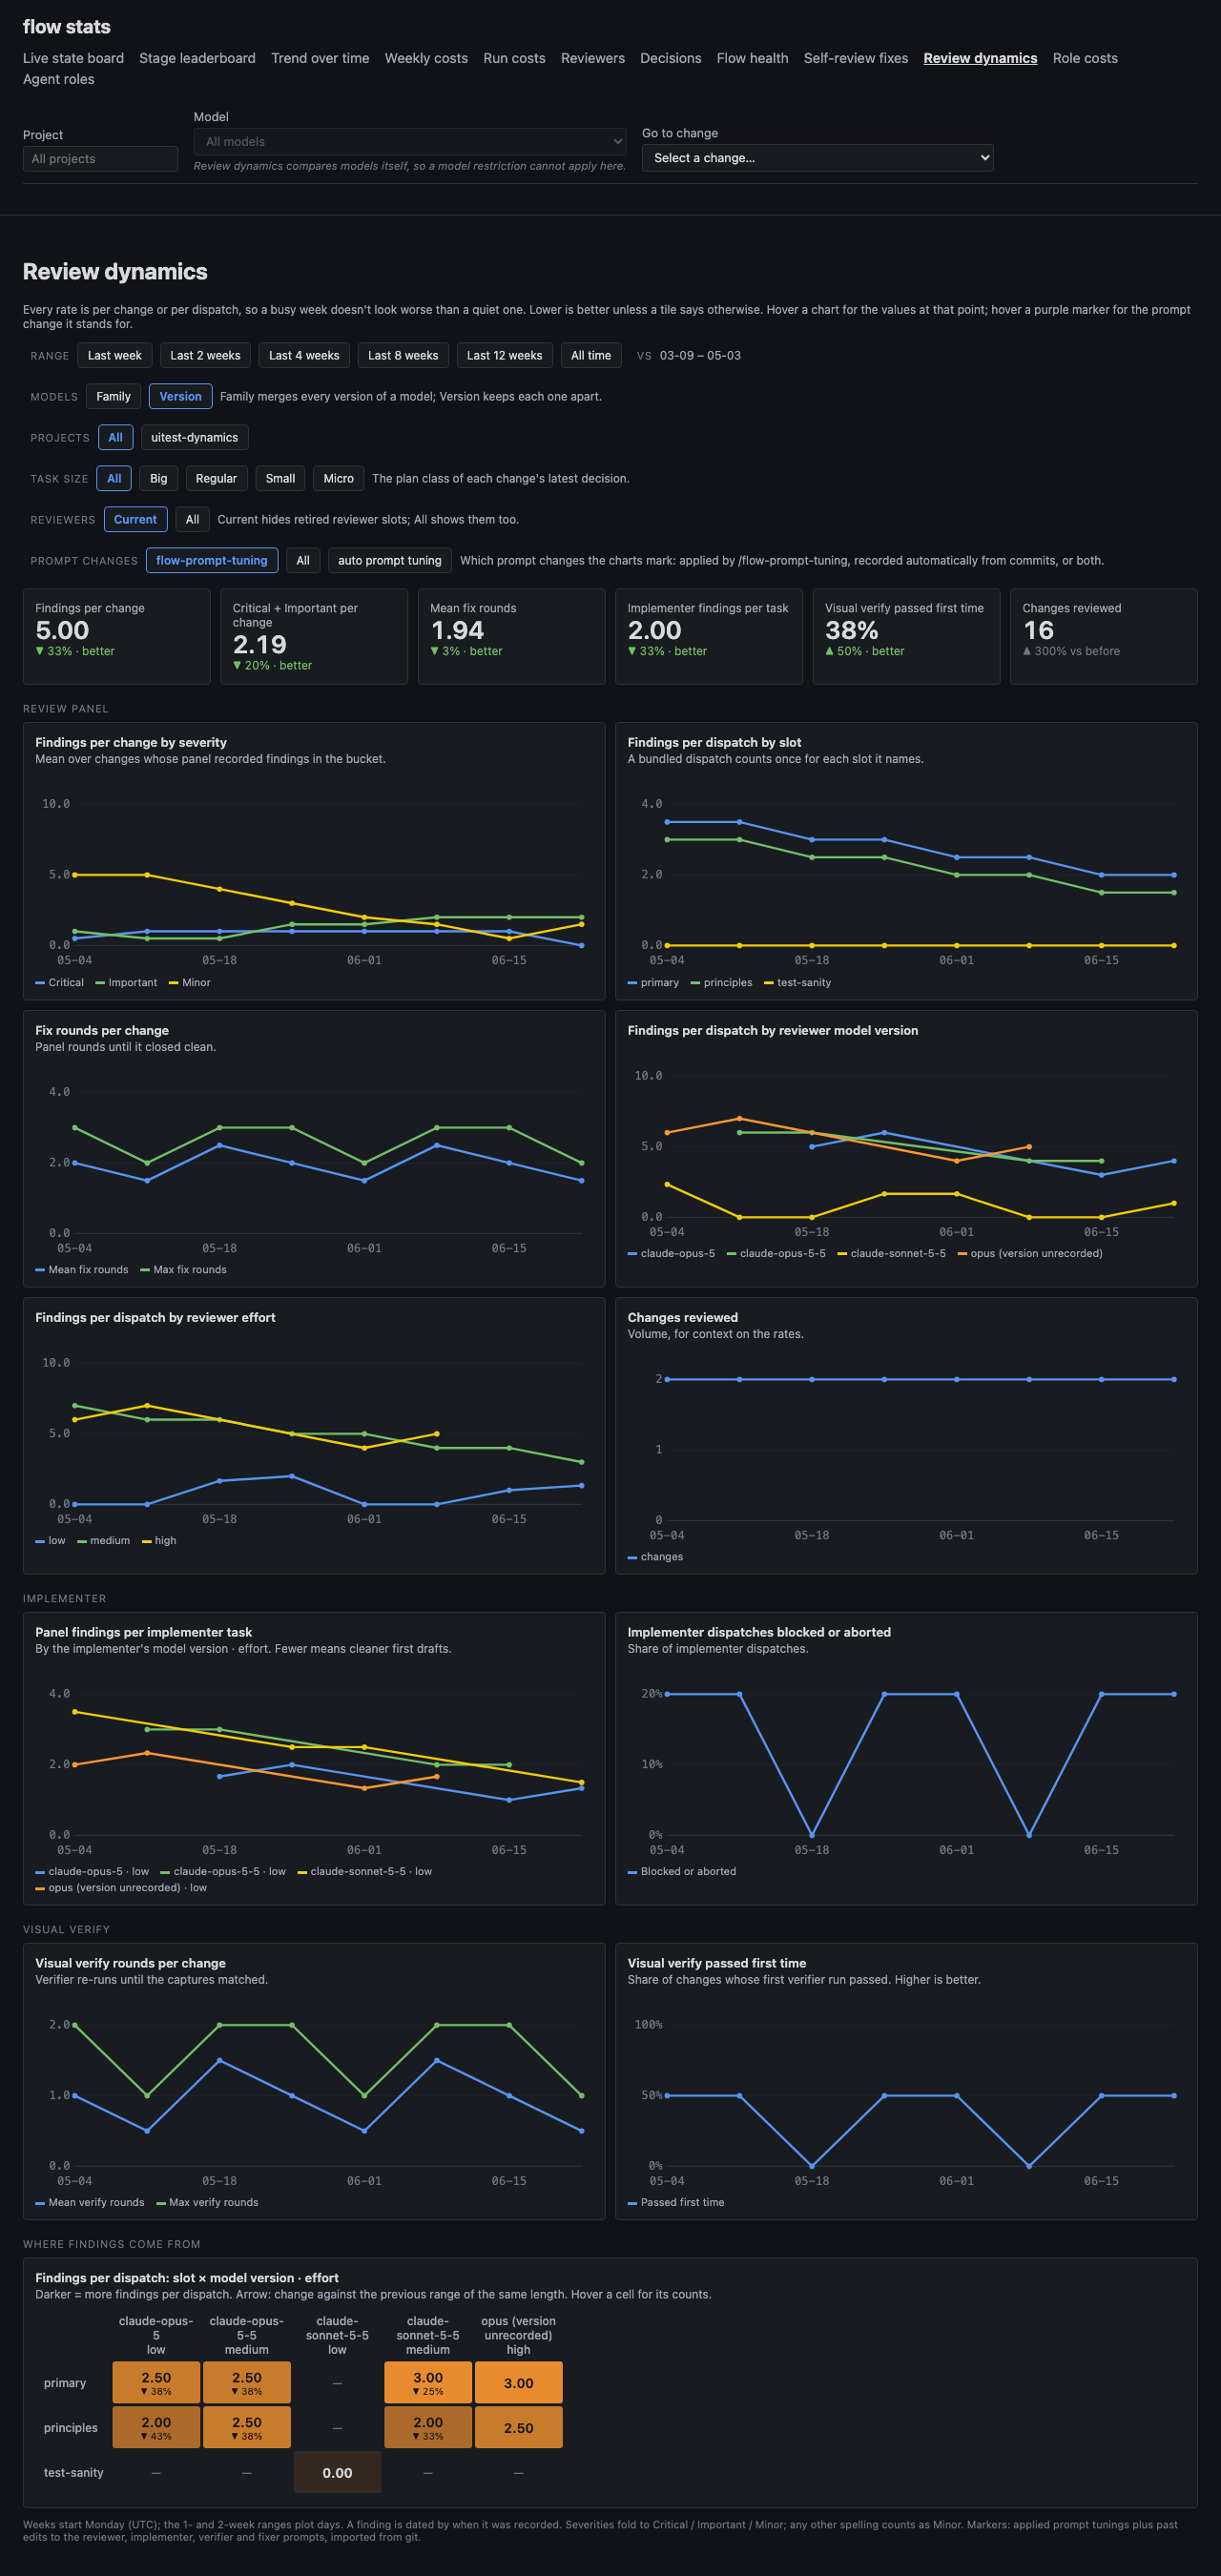 flow stats
Live state board Stage leaderboard Trend over time Weekly costs Run costs Reviewers Decisions Flow health Self-review fixes Review dynamics Role costs
Agent roles
Project
All projects
Model
All models
Review dynamics compares models itself, so a model restriction cannot apply here.
Go to change
Select a change...
Review dynamics
Every rate is per change or per dispatch, so a busy week doesn't look worse than a quiet one. Lower is better unless a tile says otherwise. Hover a chart for the values at that point; hover a purple marker for the prompt
change it stands for.
RANGE Last week Last 2 weeks Last 4 weeks Last 8 weeks Last 12 weeks All time VS 03-09 – 05-03
MODELS Family Version Family merges every version of a model; Version keeps each one apart.
PROJECTS All uitest-dynamics
TASK SIZE All Big Regular Small Micro The plan class of each change's latest decision.
REVIEWERS Current All Current hides retired reviewer slots; All shows them too.
PROMPT CHANGES flow-prompt-tuning All auto prompt tuning Which prompt changes the charts mark: applied by /flow-prompt-tuning, recorded automatically from commits, or both.
Findings per change
5.00
▼ 33% · better
Critical + Important per
change
2.19
▼ 20% · better
Mean fix rounds
1.94
▼ 3% · better
Implementer findings per task
2.00
▼ 33% · better
Visual verify passed first time
38%
▲ 50% · better
Changes reviewed
16
▲ 300% vs before
REVIEW PANEL
Findings per change by severity
Mean over changes whose panel recorded findings in the bucket.
10.0
5.0
0.0
05-04 05-18 06-01 06-15
Critical Important Minor
Findings per dispatch by slot
A bundled dispatch counts once for each slot it names.
4.0
2.0
0.0
05-04 05-18 06-01 06-15
primary principles test-sanity
Fix rounds per change
Panel rounds until it closed clean.
4.0
2.0
0.0
05-04 05-18 06-01 06-15
Mean fix rounds Max fix rounds
Findings per dispatch by reviewer model version
10.0
5.0
0.0
05-04 05-18 06-01 06-15
claude-opus-5 claude-opus-5-5 claude-sonnet-5-5 opus (version unrecorded)
Findings per dispatch by reviewer effort
10.0
5.0
0.0
05-04 05-18 06-01 06-15
low medium high
Changes reviewed
Volume, for context on the rates.
2
1
0
05-04 05-18 06-01 06-15
changes
IMPLEMENTER
Panel findings per implementer task
By the implementer's model version · effort. Fewer means cleaner first drafts.
4.0
2.0
0.0
05-04 05-18 06-01 06-15
claude-opus-5 · low claude-opus-5-5 · low claude-sonnet-5-5 · low
opus (version unrecorded) · low
Implementer dispatches blocked or aborted
Share of implementer dispatches.
20%
10%
0%
05-04 05-18 06-01 06-15
Blocked or aborted
VISUAL VERIFY
Visual verify rounds per change
Verifier re-runs until the captures matched.
2.0
1.0
0.0
05-04 05-18 06-01 06-15
Mean verify rounds Max verify rounds
Visual verify passed first time
Share of changes whose first verifier run passed. Higher is better.
100%
50%
0%
05-04 05-18 06-01 06-15
Passed first time
WHERE FINDINGS COME FROM
Findings per dispatch: slot × model version · effort
Darker = more findings per dispatch. Arrow: change against the previous range of the same length. Hover a cell for its counts.
claude-opus- claude-opus- claude- claude- opus (version
5 5-5 sonnet-5-5 sonnet-5-5 unrecorded)
low medium low medium high
primary 2.50 2.50 — 3.00 3.00
▼ 38% ▼ 38% ▼ 25%
principles 2.00 2.50 — 2.00 2.50
▼ 43% ▼ 38% ▼ 33%
test-sanity — — 0.00 — —
Weeks start Monday (UTC); the 1- and 2-week ranges plot days. A finding is dated by when it was recorded. Severities fold to Critical / Important / Minor; any other spelling counts as Minor. Markers: applied prompt tunings plus past
edits to the reviewer, implementer, verifier and fixer prompts, imported from git.